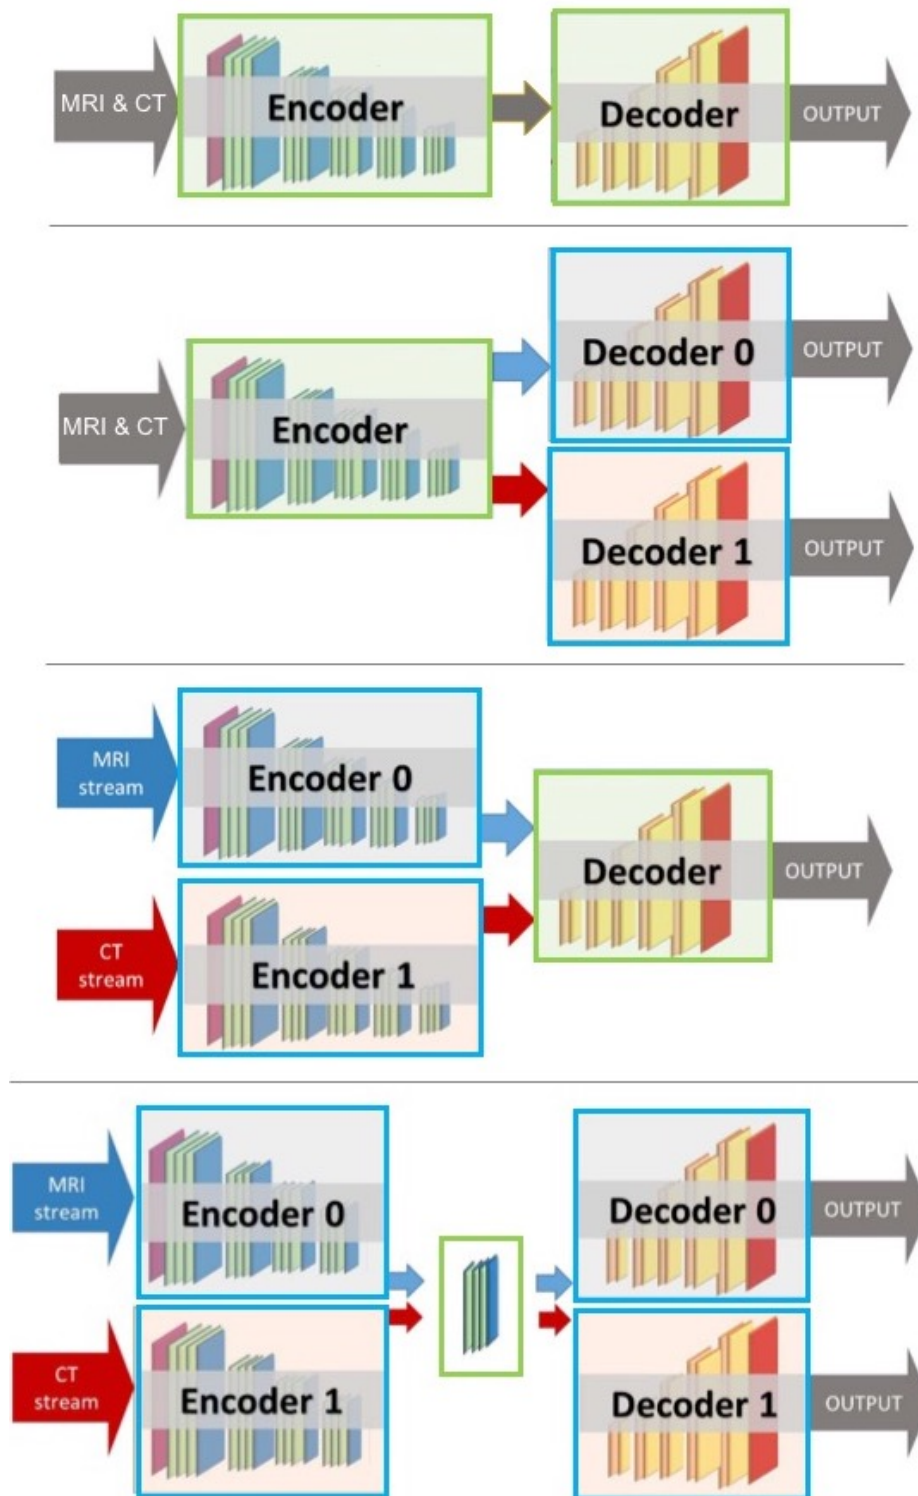 MRI & CT
Encoder
Decoder
OUTPUT
MRI & CT
Encoder
Decoder 0
OUTPUT
Decoder 1
OUTPUT
MRI
stream
Encoder 0
CT
stream
Encoder 1
Decoder
OUTPUT
MRI
stream
Encoder 0
Decoder 0
OUTPUT
CT
stream
Encoder 1
Decoder 1
OUTPUT